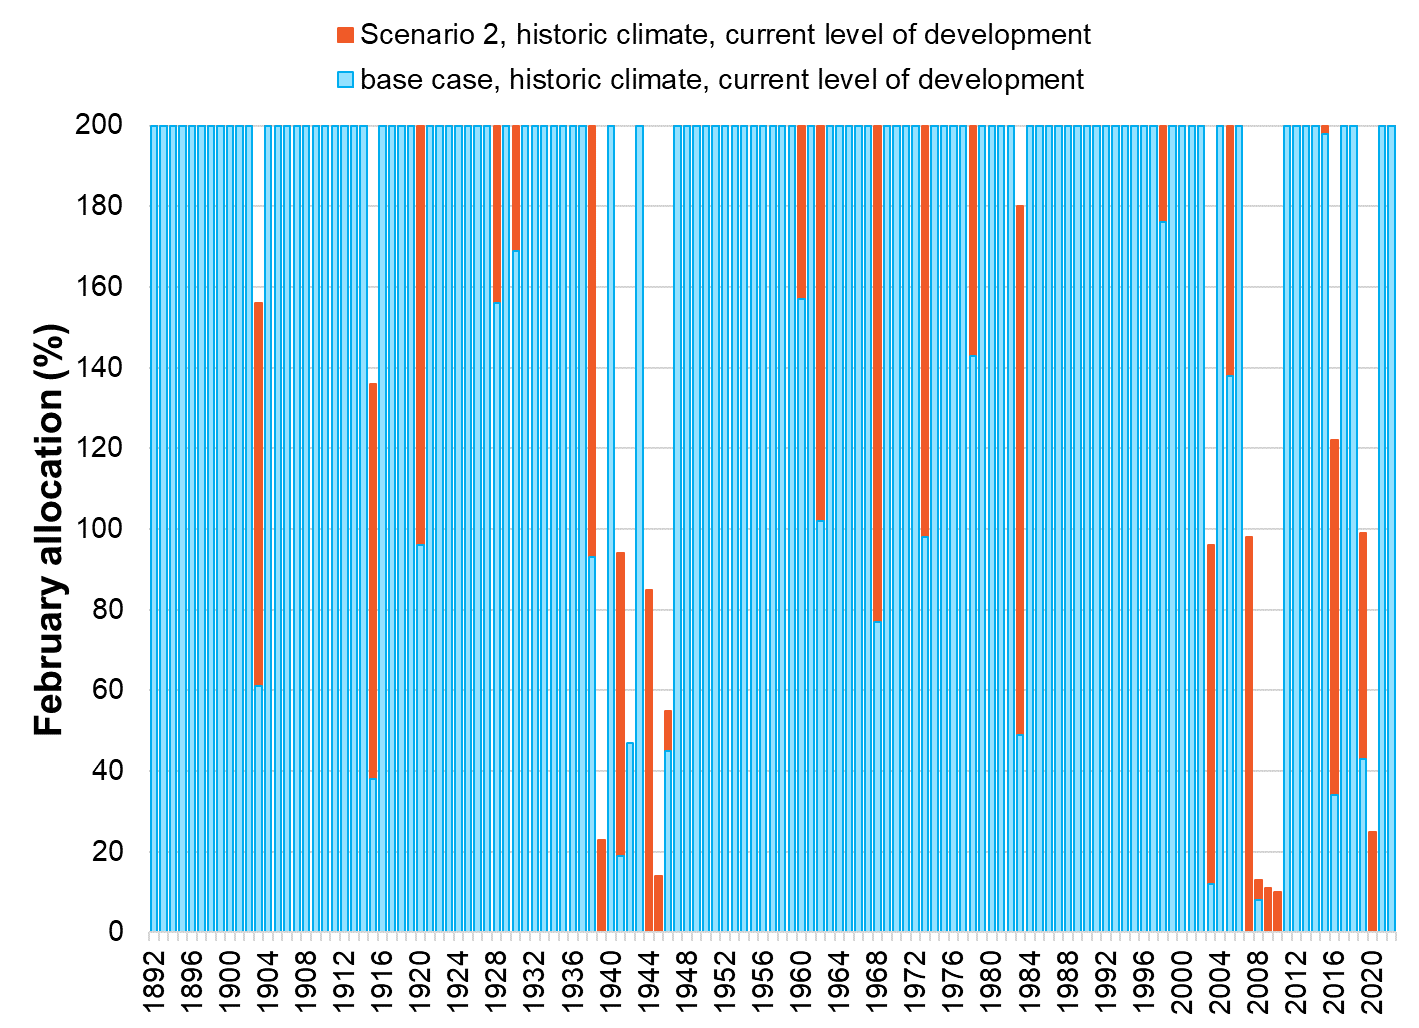 Scenario 2, historic climate, current level of development
base case, historic climate, current level of development
February allocation (%)
200
180
160
140
120
100
80
60
40
20
0
1892 1896 1900 1904 1908 1912 1916 1920 1924 1928 1932 1936 1940 1944 1948 1952 1956 1960 1964 1968 1972 1976 1980 1984 1988 1992 1996 2000 2004 2008 2012 2016 2020